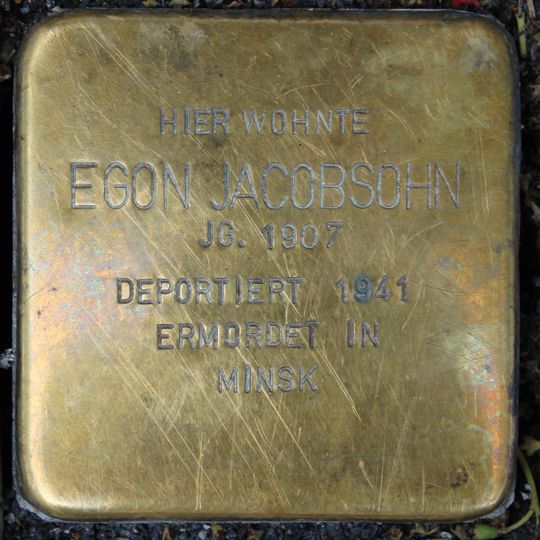 HIER WOHNTE
EGON JACOBSOHN
JG. 1907
DEPORTIERT 1941
ERMORDET IN
MINSK